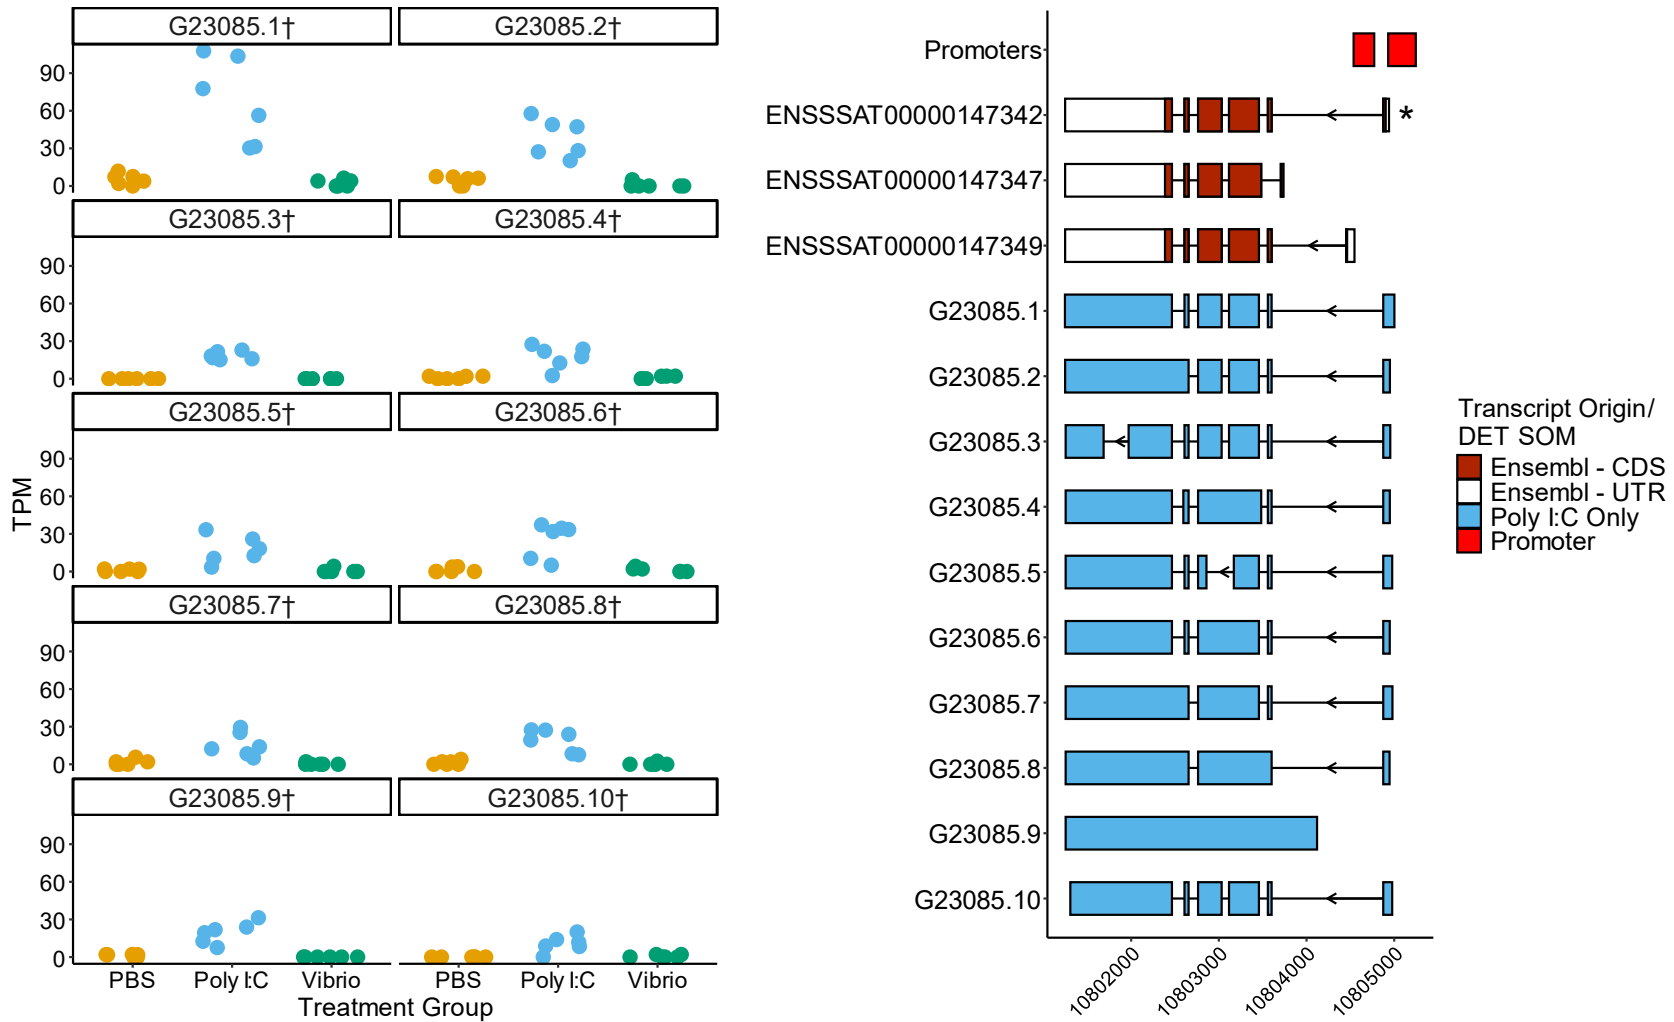 G23085.1†
G23085.2†
90
60
30
0
G23085.3†
G23085.4†
90
60
30
0
G23085.5†
G23085.6†
90
60
30
0
G23085.7†
G23085.8†
90
60
30
0
G23085.9†
G23085.10†
90
60
30
0
TPM
PBS
Poly I:C
Vibrio
PBS
Poly I:C
Vibrio
Treatment Group
Promoters
ENSSSAT00000147342
*
ENSSSAT00000147347
ENSSSAT00000147349
G23085.1
G23085.2
G23085.3
G23085.4
G23085.5
G23085.6
G23085.7
G23085.8
G23085.9
G23085.10
10802000
10803000
10804000
10805000
Transcript Origin/
DET SOM
Ensembl - CDS
Ensembl - UTR
Poly I:C Only
Promoter